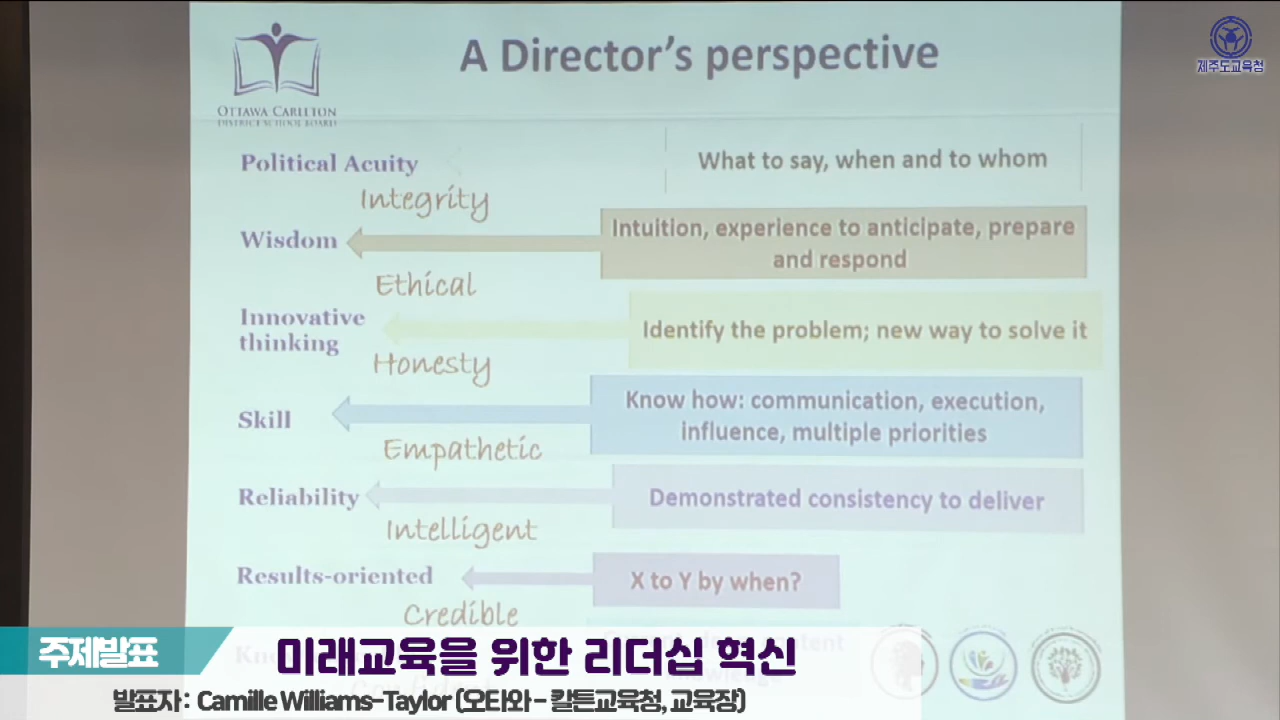 A Director's perspective
제주도교육청
OTTAWA CARLETON
DISTRICT SCHOOL BOARD
Political Acuity
What to say, when and to whom
Integrity
Wisdom
Intuition, experience to anticipate, prepare
and respond
Ethical
Innovative
thinking
Identify the problem; new way to solve it
Honesty
Skill
Know how: communication, execution,
influence, multiple priorities
Empathetic
Reliability
Demonstrated consistency to deliver
Intelligent
Results-oriented
X to Y by when?
Credible
주제발표
미래교육을 위한 리더십 혁신
발표자 : Camille Williams-Taylor (오타와 – 칼튼교육청, 교육장)